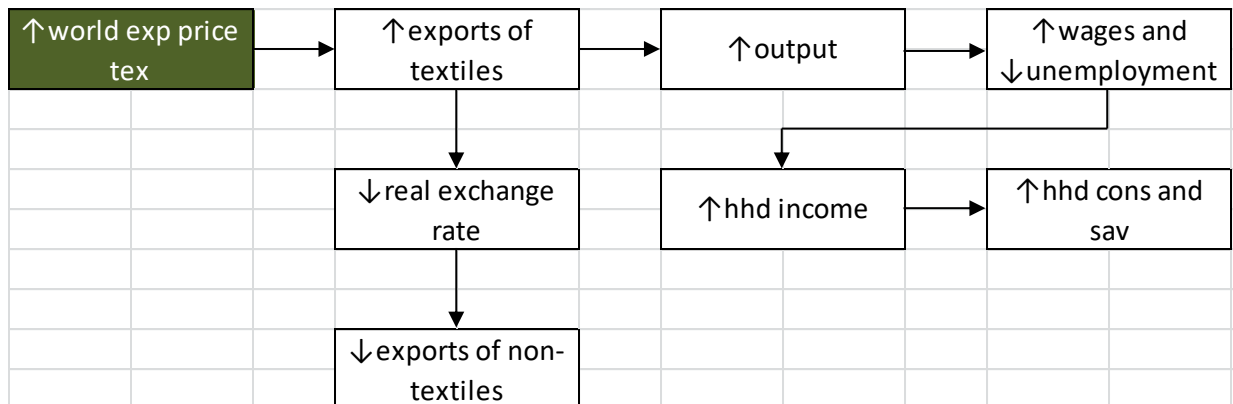 ↑world exp price
tex
↑exports of
textiles
↑output
↑wages and
↓unemployment
↓real exchange
rate
↑hhd income
↑hhd cons and
sav
↓exports of non-
textiles